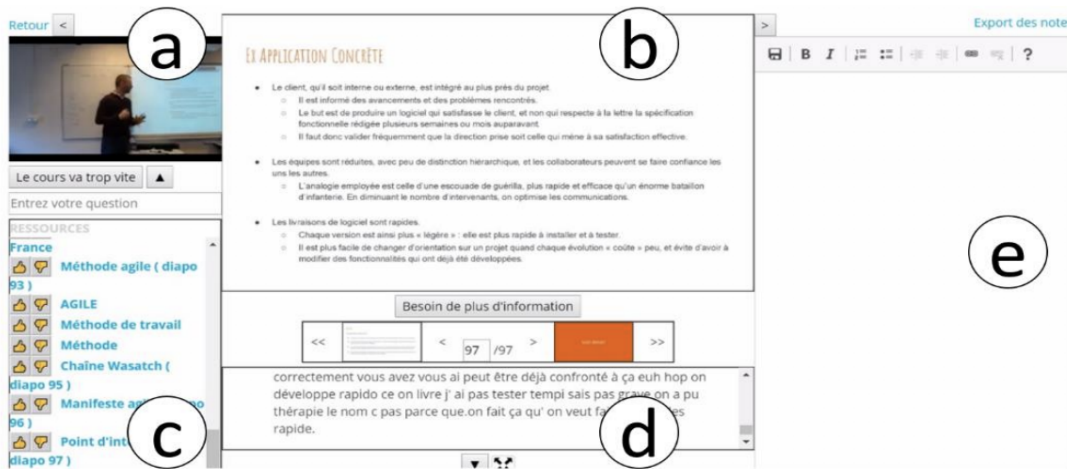 Retour <
a
Le cours va trop vite ▲
Entrez votre question
RESSOURCES
France
Méthode agile ( diapo
93 )
AGILE
Méthode de travail
Méthode
Chaîne Wasatch (
diapo 95 )
Manifeste
96 )
diapo 97 )
c
b
EX APPLICATION CONCRÈTE
● Le client, qu'il soit interne ou externe, est intégré au plus près du projet.
○ Il est informé des avancements et des problèmes rencontrés.
○ Le but est de produire un logiciel qui satisfasse le client, et non qui respecte à la lettre la spécification
fonctionnelle rédigée plusieurs semaines ou mois auparavant.
○ Il faut donc valider fréquemment que la direction prise soit celle qui mène à sa satisfaction effective.
● Les équipes sont réduites, avec peu de distinction hiérarchique, et les collaborateurs peuvent se faire confiance les
uns les autres.
○ L'analogie employée est celle d'une escouade de guérilla, plus rapide et efficace qu'un énorme bataillon
d'infanterie. En diminuant le nombre d'intervenants, on optimise les communications.
● Les livraisons de logiciel sont rapides.
○ Chaque version est ainsi plus « légère » : elle est plus rapide à installer et à tester.
○ Il est plus facile de changer d'orientation sur un projet quand chaque évolution « coûte » peu, et évite d'avoir à
modifier des fonctionnalités qui ont déjà été développées.
Besoin de plus d'information
<< < 97 /97 > >>
correctement vous avez vous ai peut être déjà confronté à ça euh hop on
développe rapido ce on livre j' ai pas tester tempi sais pas grave on a pu
thérapie le nom c pas parce que.on fait ça qu' on veut
rapide.
d
▼
> Export des note
B I ?
e